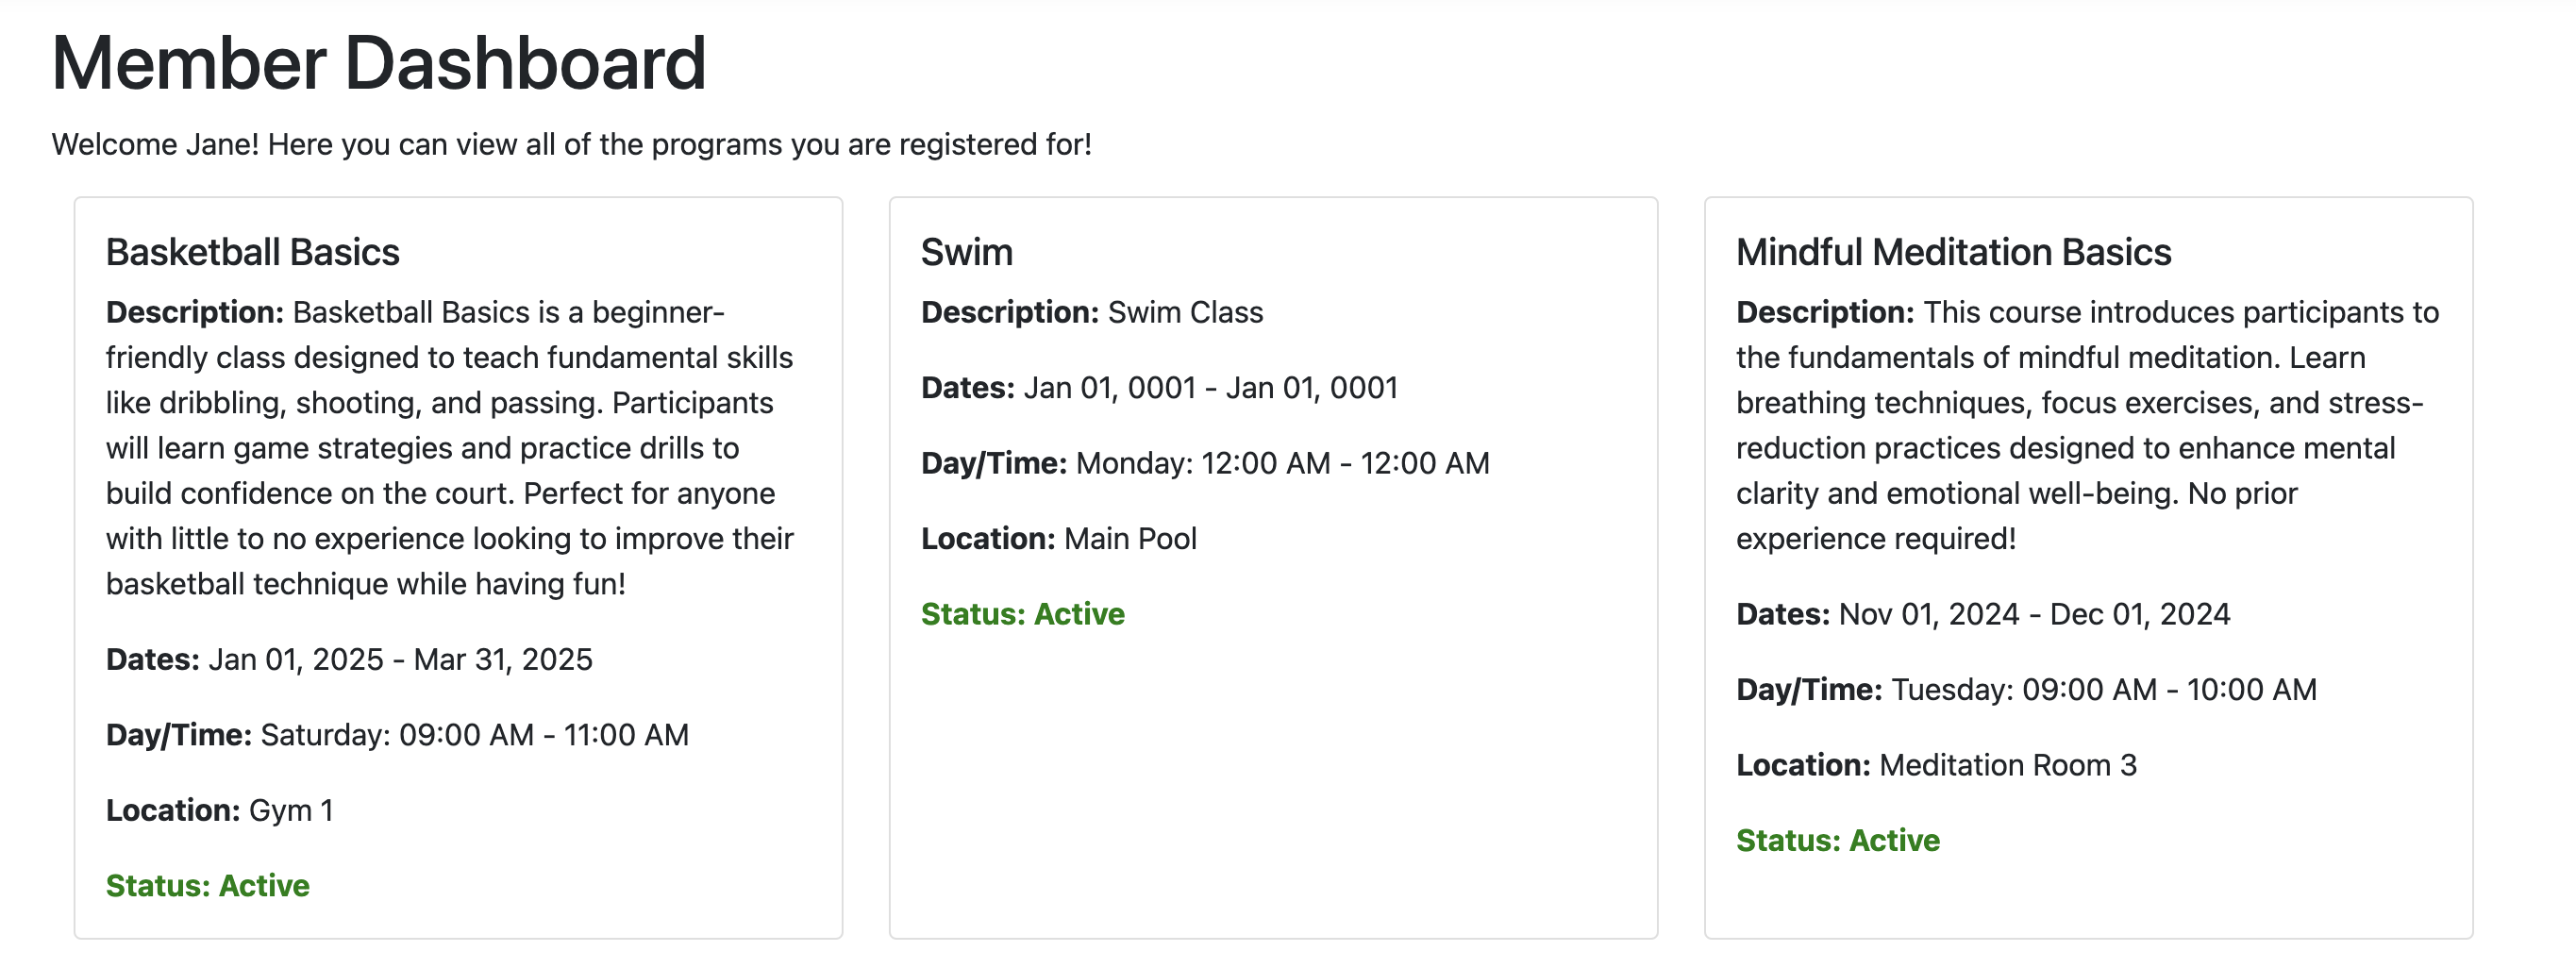 Member Dashboard
Welcome Jane! Here you can view all of the programs you are registered for!
Basketball Basics
Description: Basketball Basics is a beginner-
friendly class designed to teach fundamental skills
like dribbling, shooting, and passing. Participants
will learn game strategies and practice drills to
build confidence on the court. Perfect for anyone
with little to no experience looking to improve their
basketball technique while having fun!
Dates: Jan 01, 2025 - Mar 31, 2025
Day/Time: Saturday: 09:00 AM - 11:00 AM
Location: Gym 1
Status: Active
Swim
Description: Swim Class
Dates: Jan 01, 0001 - Jan 01, 0001
Day/Time: Monday: 12:00 AM - 12:00 AM
Location: Main Pool
Status: Active
Mindful Meditation Basics
Description: This course introduces participants to
the fundamentals of mindful meditation. Learn
breathing techniques, focus exercises, and stress-
reduction practices designed to enhance mental
clarity and emotional well-being. No prior
experience required!
Dates: Nov 01, 2024 - Dec 01, 2024
Day/Time: Tuesday: 09:00 AM - 10:00 AM
Location: Meditation Room 3
Status: Active